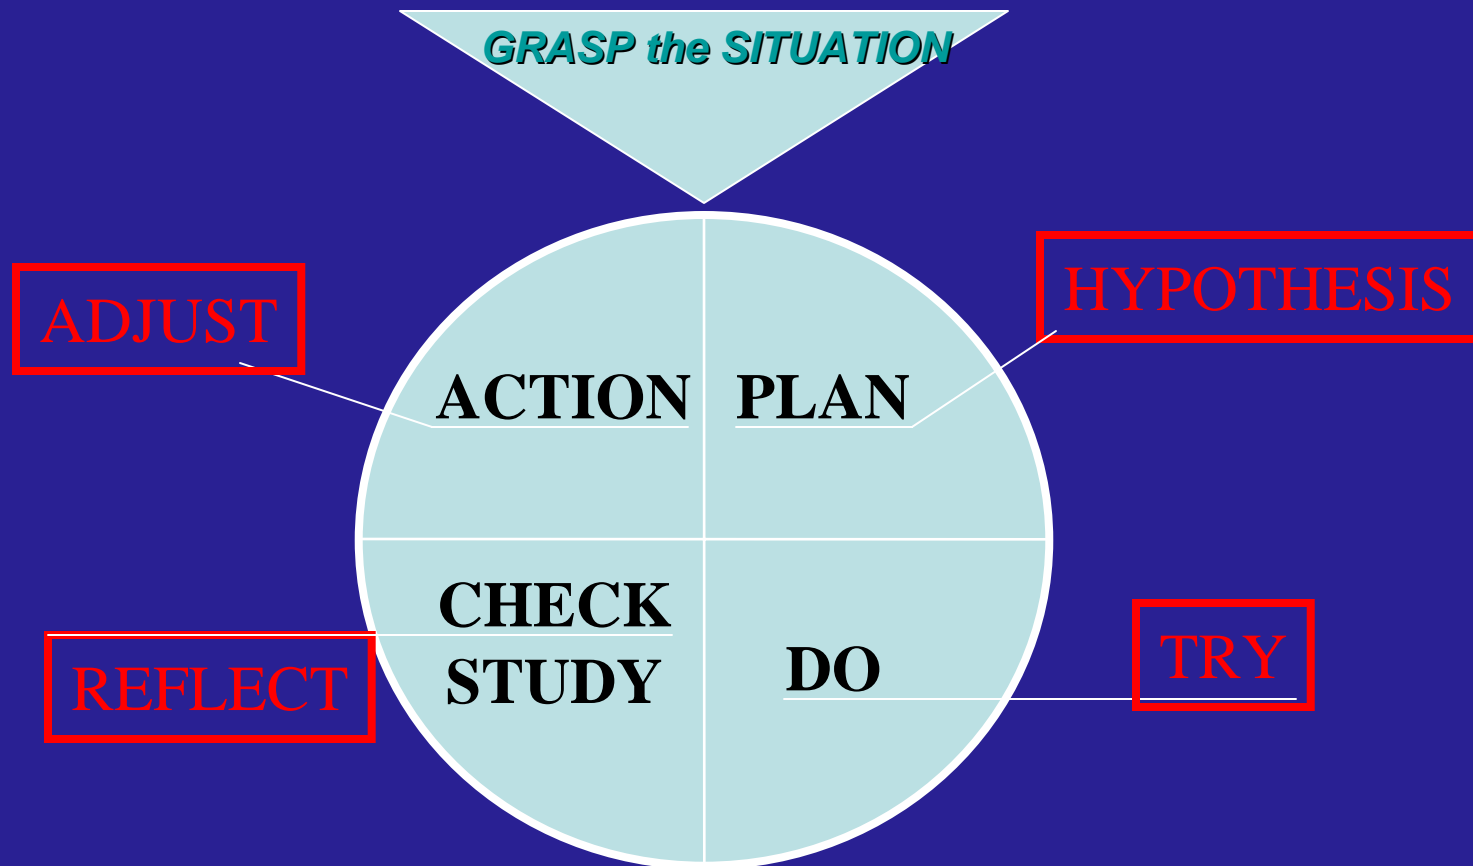 GRASP the SITUATION
HYPOTHESIS
ADJUST
ACTION
PLAN
CHECK
STUDY
DO
TRY
REFLECT